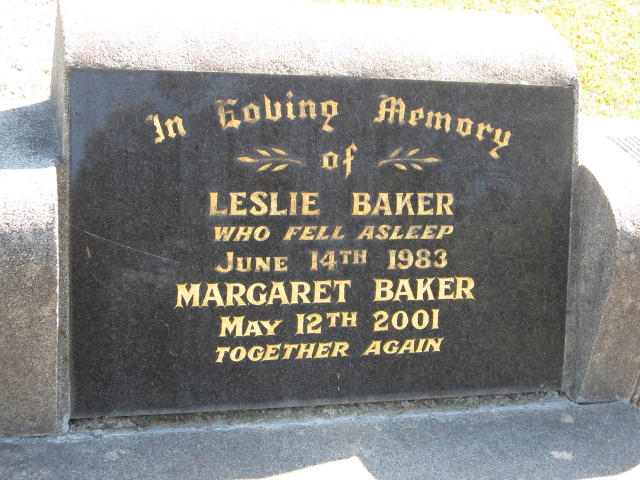 In Loving Memory
of
LESLIE BAKER
WHO FELL ASLEEP
JUNE 14TH 1983
MARGARET BAKER
MAY 12TH 2001
TOGETHER AGAIN